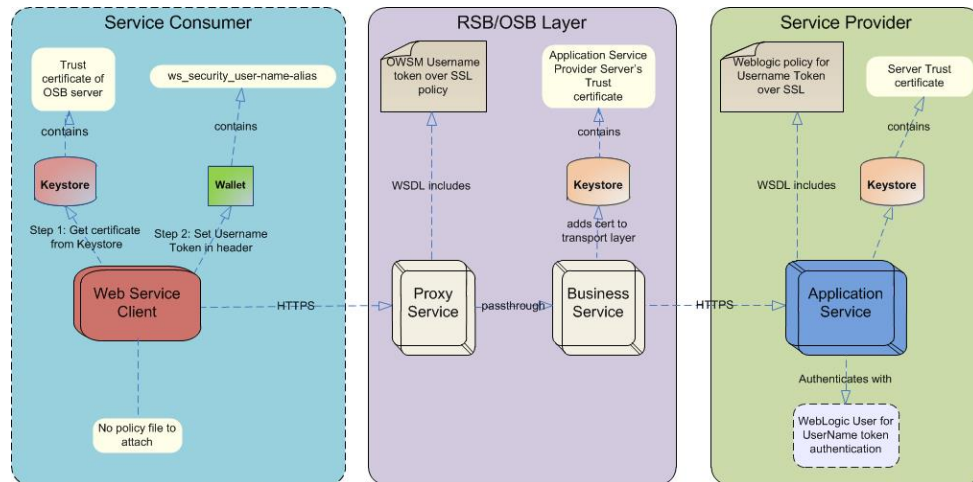 Service Consumer
Trust
certificate of
OSB server
ws_security_user-name-alias
contains
contains
Keystore
Wallet
Step 1: Get certificate
from Keystore
Step 2: Set Username
Token in header
Web Service
Client
HTTPS
No policy file to
attach
RSB/OSB Layer
OWSM Username
token over SSL
policy
Application Service
Provider Server's
Trust
certificate
contains
Keystore
WSDL includes
adds cert to
transport layer
Proxy
Service
passthrough
Business
Service
HTTPS
Service Provider
Weblogic policy for
Username Token
over SSL
Server Trust
certificate
contains
WSDL includes
Keystore
Application
Service
Authenticates with
WebLogic User for
UserName token
authentication